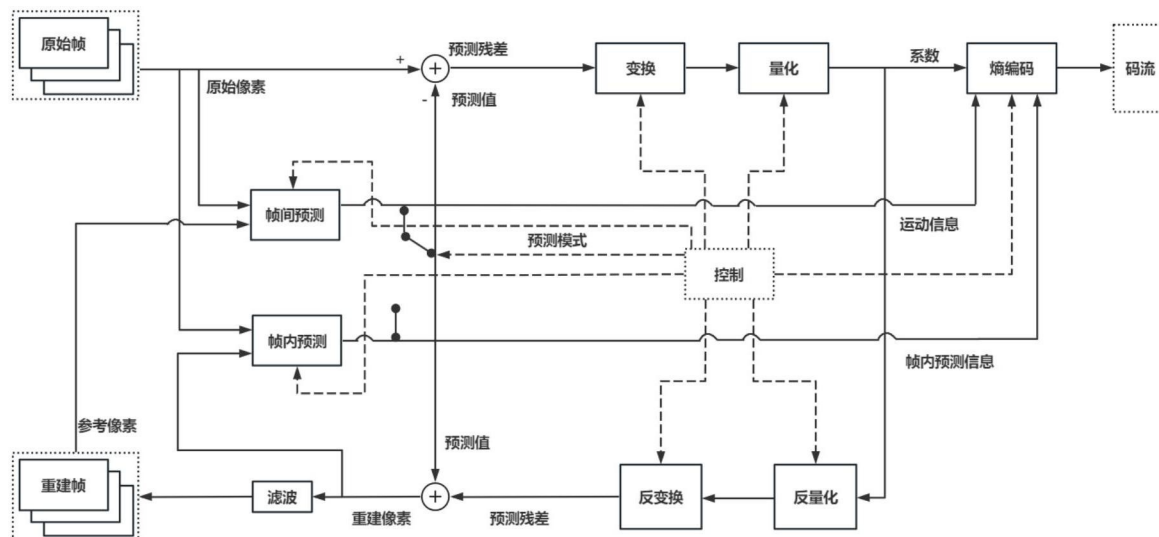 原始帧
+
预测残差
变换
量化
系数
熵编码
码流
原始像素
-
预测值
帧间预测
运动信息
预测模式
控制
帧内预测
帧内预测信息
参考像素
预测值
重建帧
滤波
重建像素
预测残差
反变换
反量化